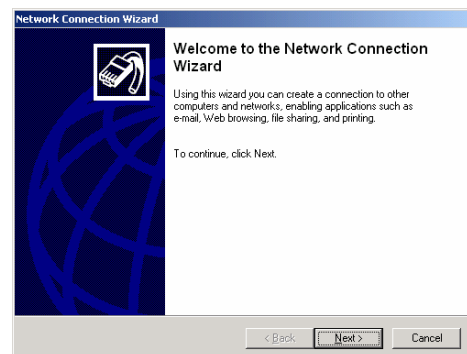 Network Connection Wizard
Welcome to the Network Connection
Wizard
Using this wizard you can create a connection to other
computers and networks, enabling applications such as
e-mail, Web browsing, file sharing, and printing.
To continue, click Next.
< Back
Next >
Cancel